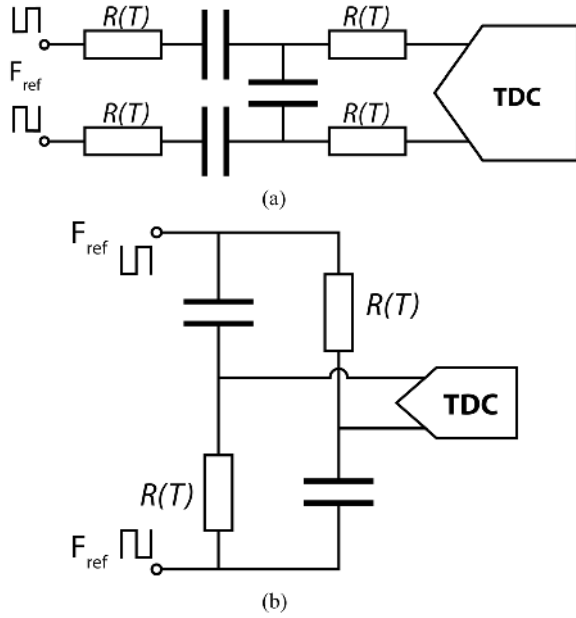 R(T) R(T)
F_ref
TDC
R(T) R(T)
(a)
F_ref
R(T)
TDC
R(T)
F_ref
(b)